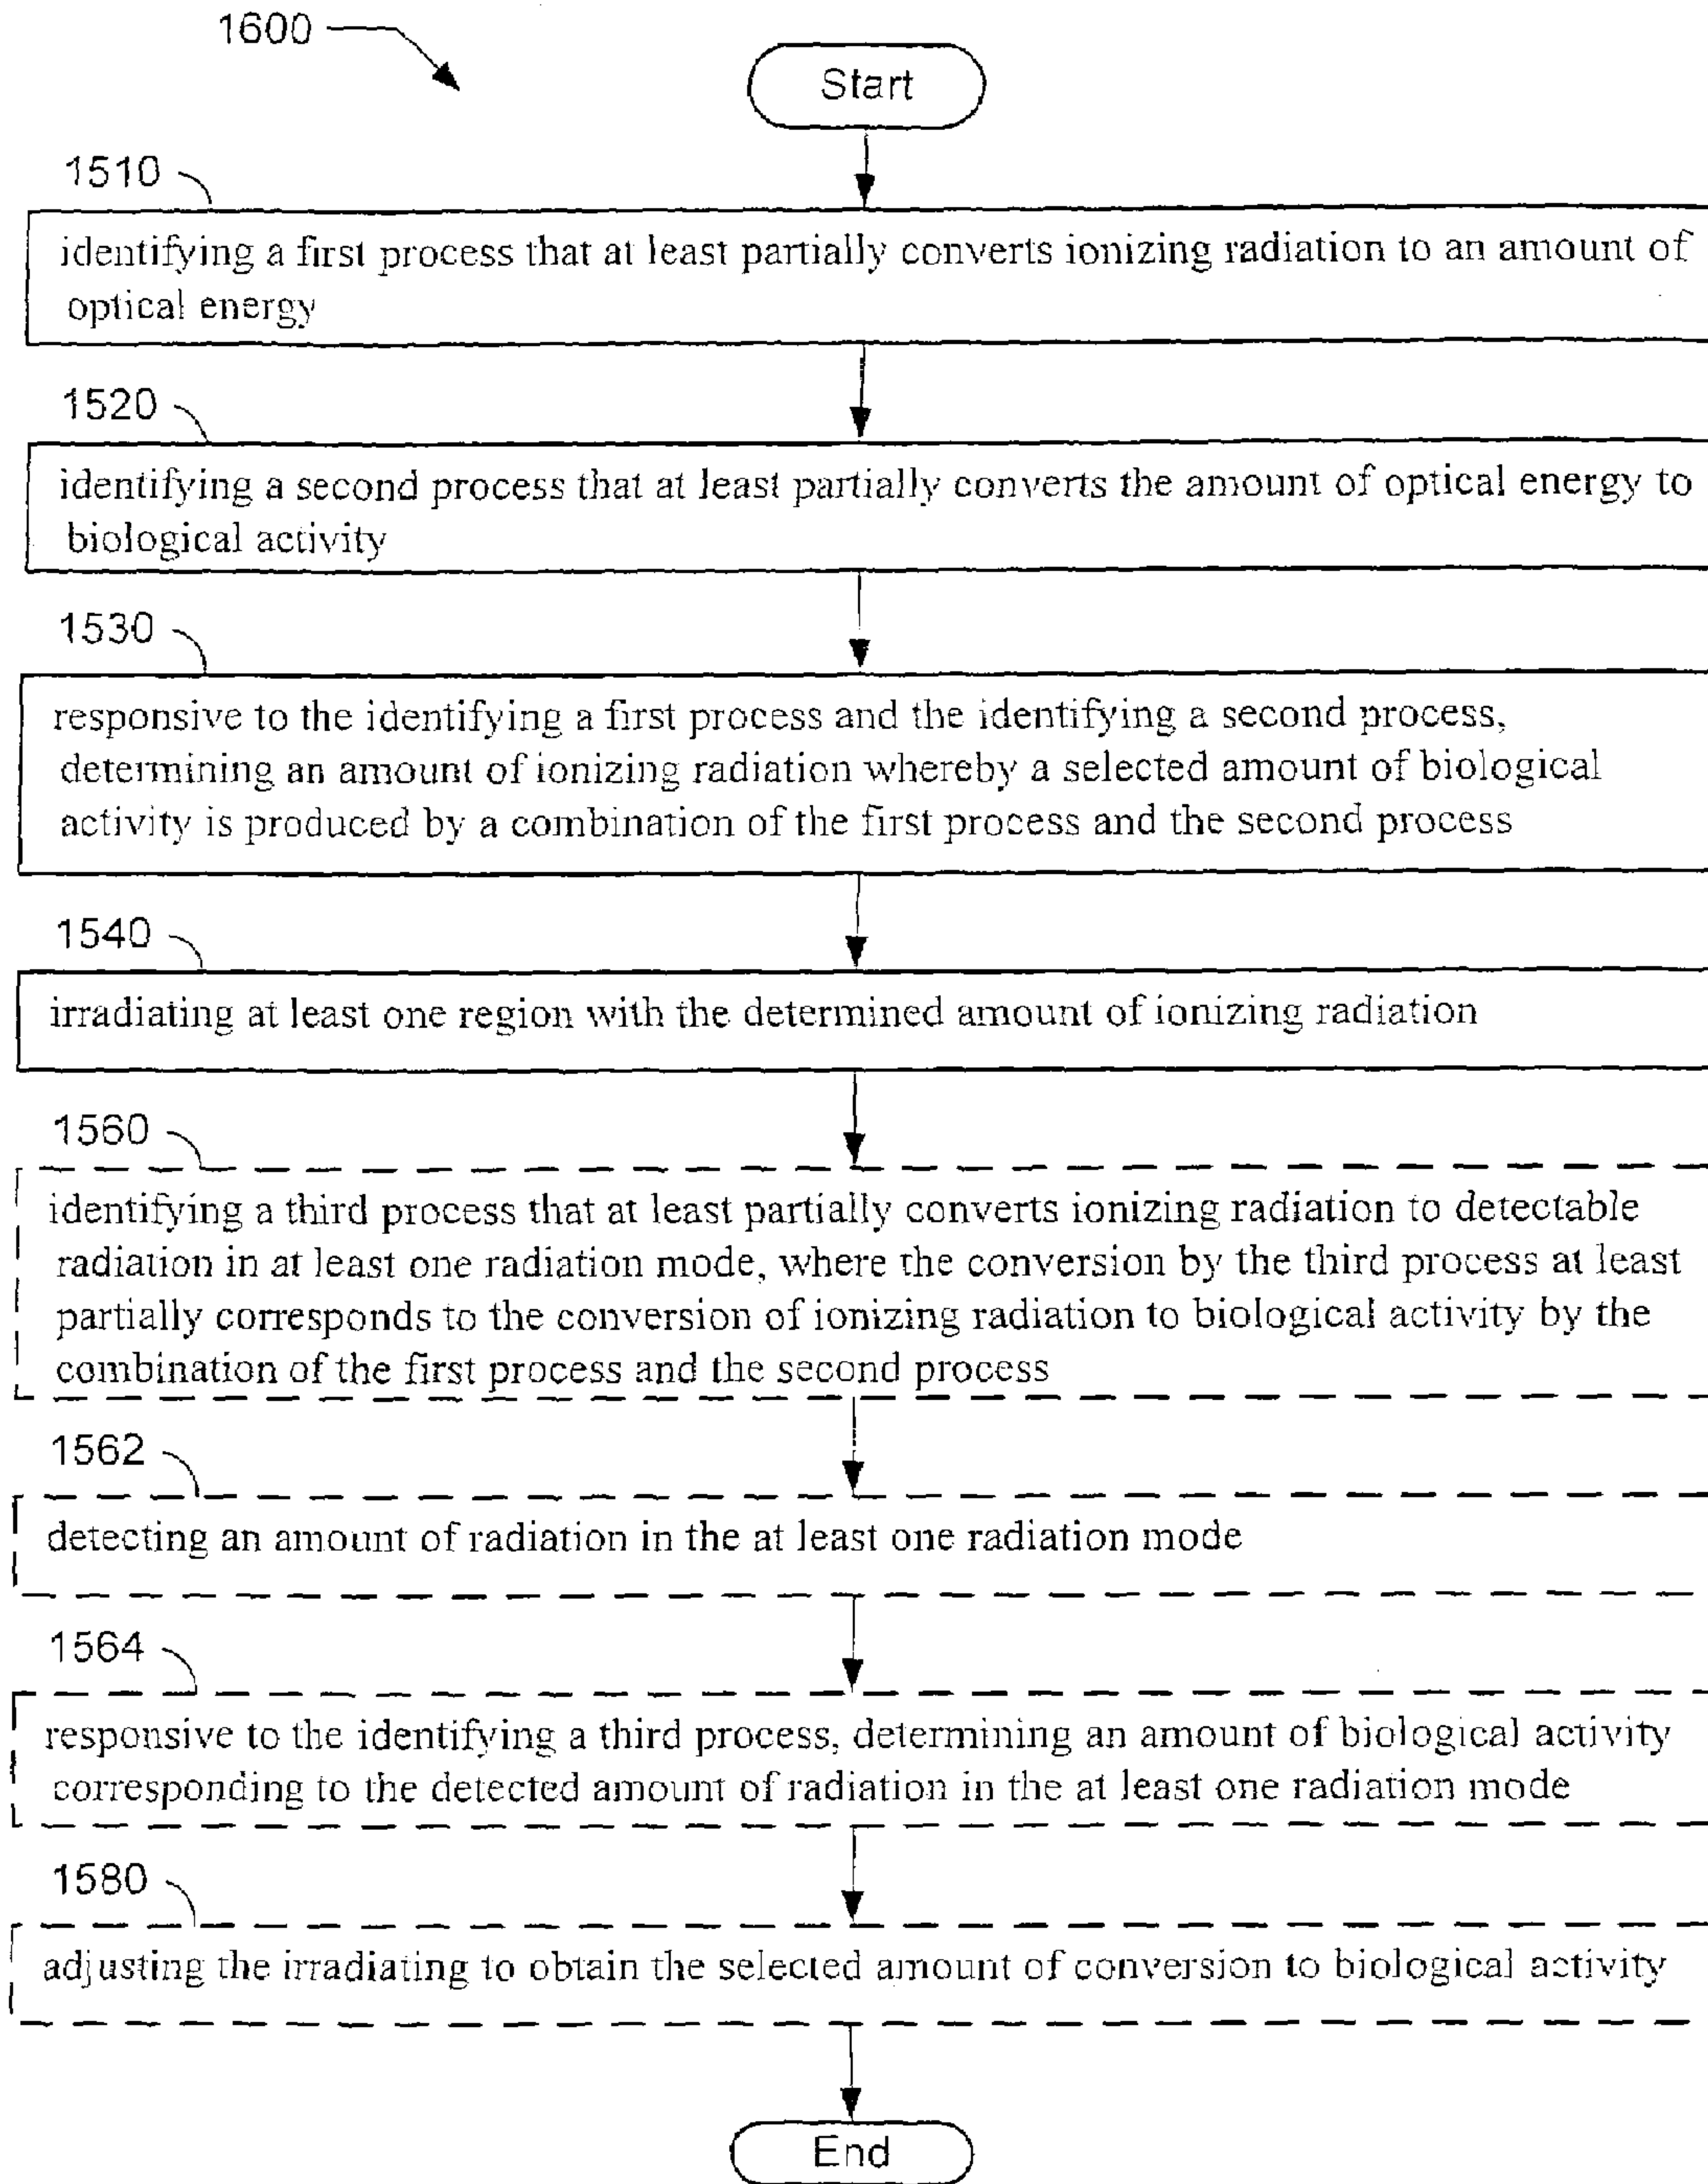 1600
Start
1510
identifying a first process that at least partially converts ionizing radiation to an amount of
optical energy
1520
identifying a second process that at least partially converts the amount of optical energy to
biological activity
1530
responsive to the identifying a first process and the identifying a second process,
determining an amount of ionizing radiation whereby a selected amount of biological
activity is produced by a combination of the first process and the second process
1540
irradiating at least one region with the determined amount of ionizing radiation
1560
identifying a third process that at least partially converts ionizing radiation to detectable
radiation in at least one radiation mode, where the conversion by the third process at least
partially corresponds to the conversion of ionizing radiation to biological activity by the
combination of the first process and the second process
1562
detecting an amount of radiation in the at least one radiation mode
1564
responsive to the identifying a third process, determining an amount of biological activity
corresponding to the detected amount of radiation in the at least one radiation mode
1580
adjusting the irradiating to obtain the selected amount of conversion to biological activity
End